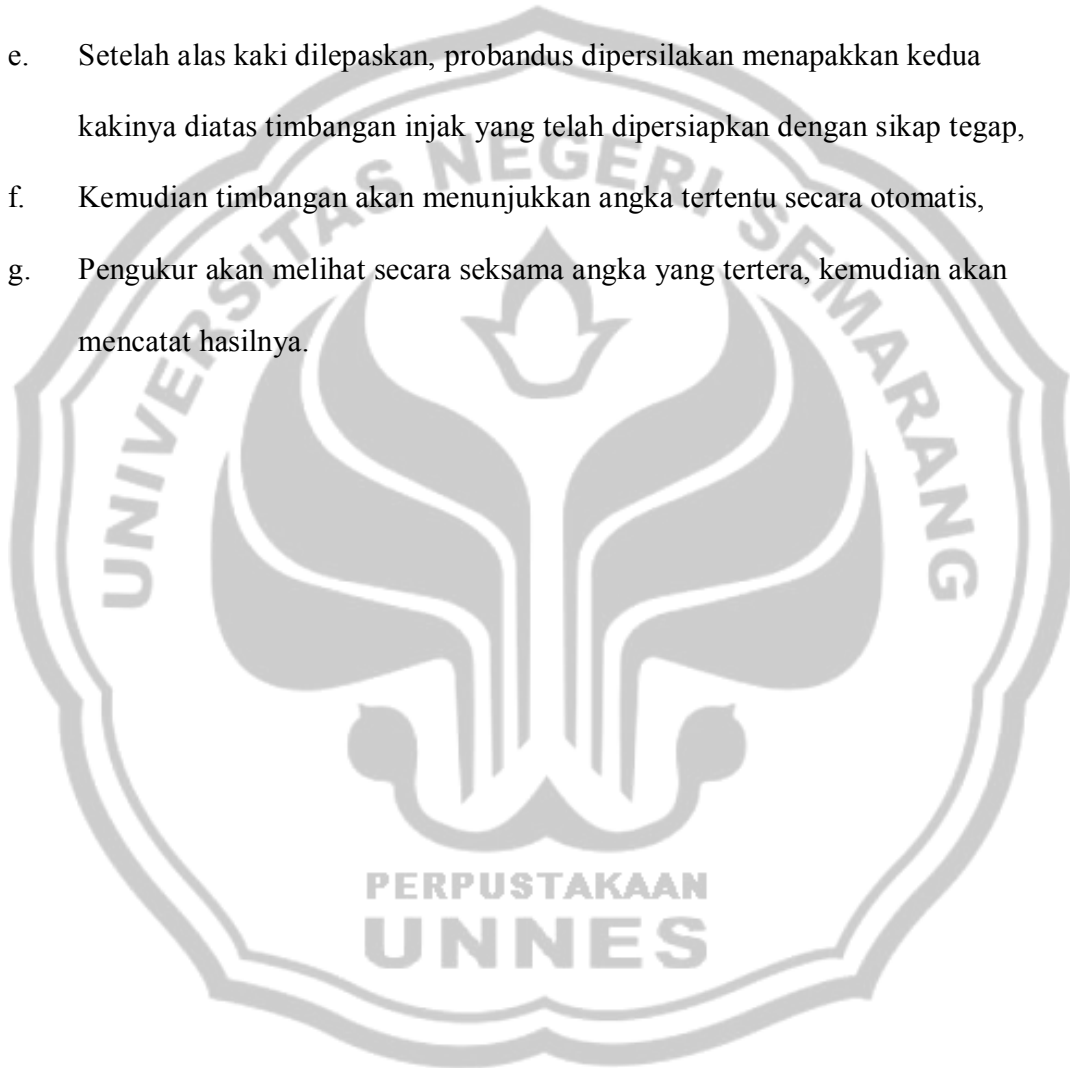 e. Setelah alas kaki dilepaskan, probandus dipersilakan menapakkan kedua
kakinya diatas timbangan injak yang telah dipersiapkan dengan sikap tegap,
f. Kemudian timbangan akan menunjukkan angka tertentu secara otomatis,
g. Pengukur akan melihat secara seksama angka yang tertera, kemudian akan
mencatat hasilnya.
UNIVERSITAS NEGERI SEMARANG
PERPUSTAKAAN
UNNES